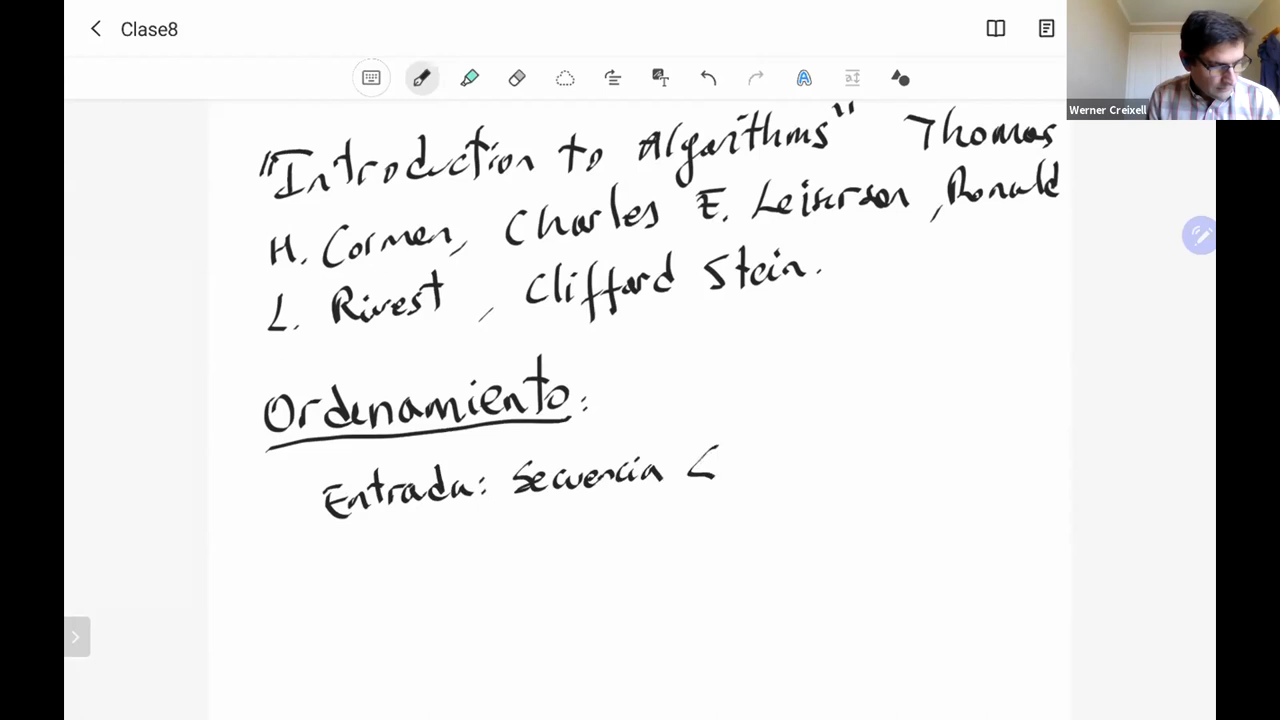 Clase8
Werner Creixell
"Introduction to Algorithms" Thomas
H. Cormen, Charles E. Leiserson, Ronald
L. Rivest, Clifford Stein.
Ordenamiento:
Entrada: Secuencia <